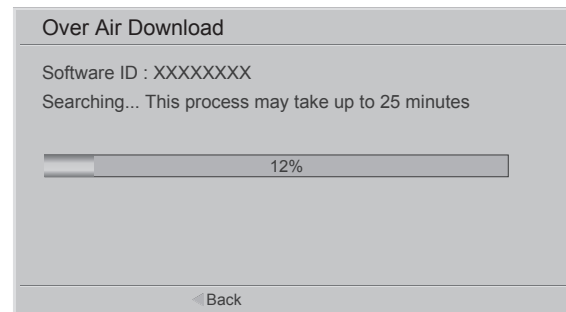 Over Air Download
Software ID : XXXXXXXX
Searching... This process may take up to 25 minutes
12%
Back